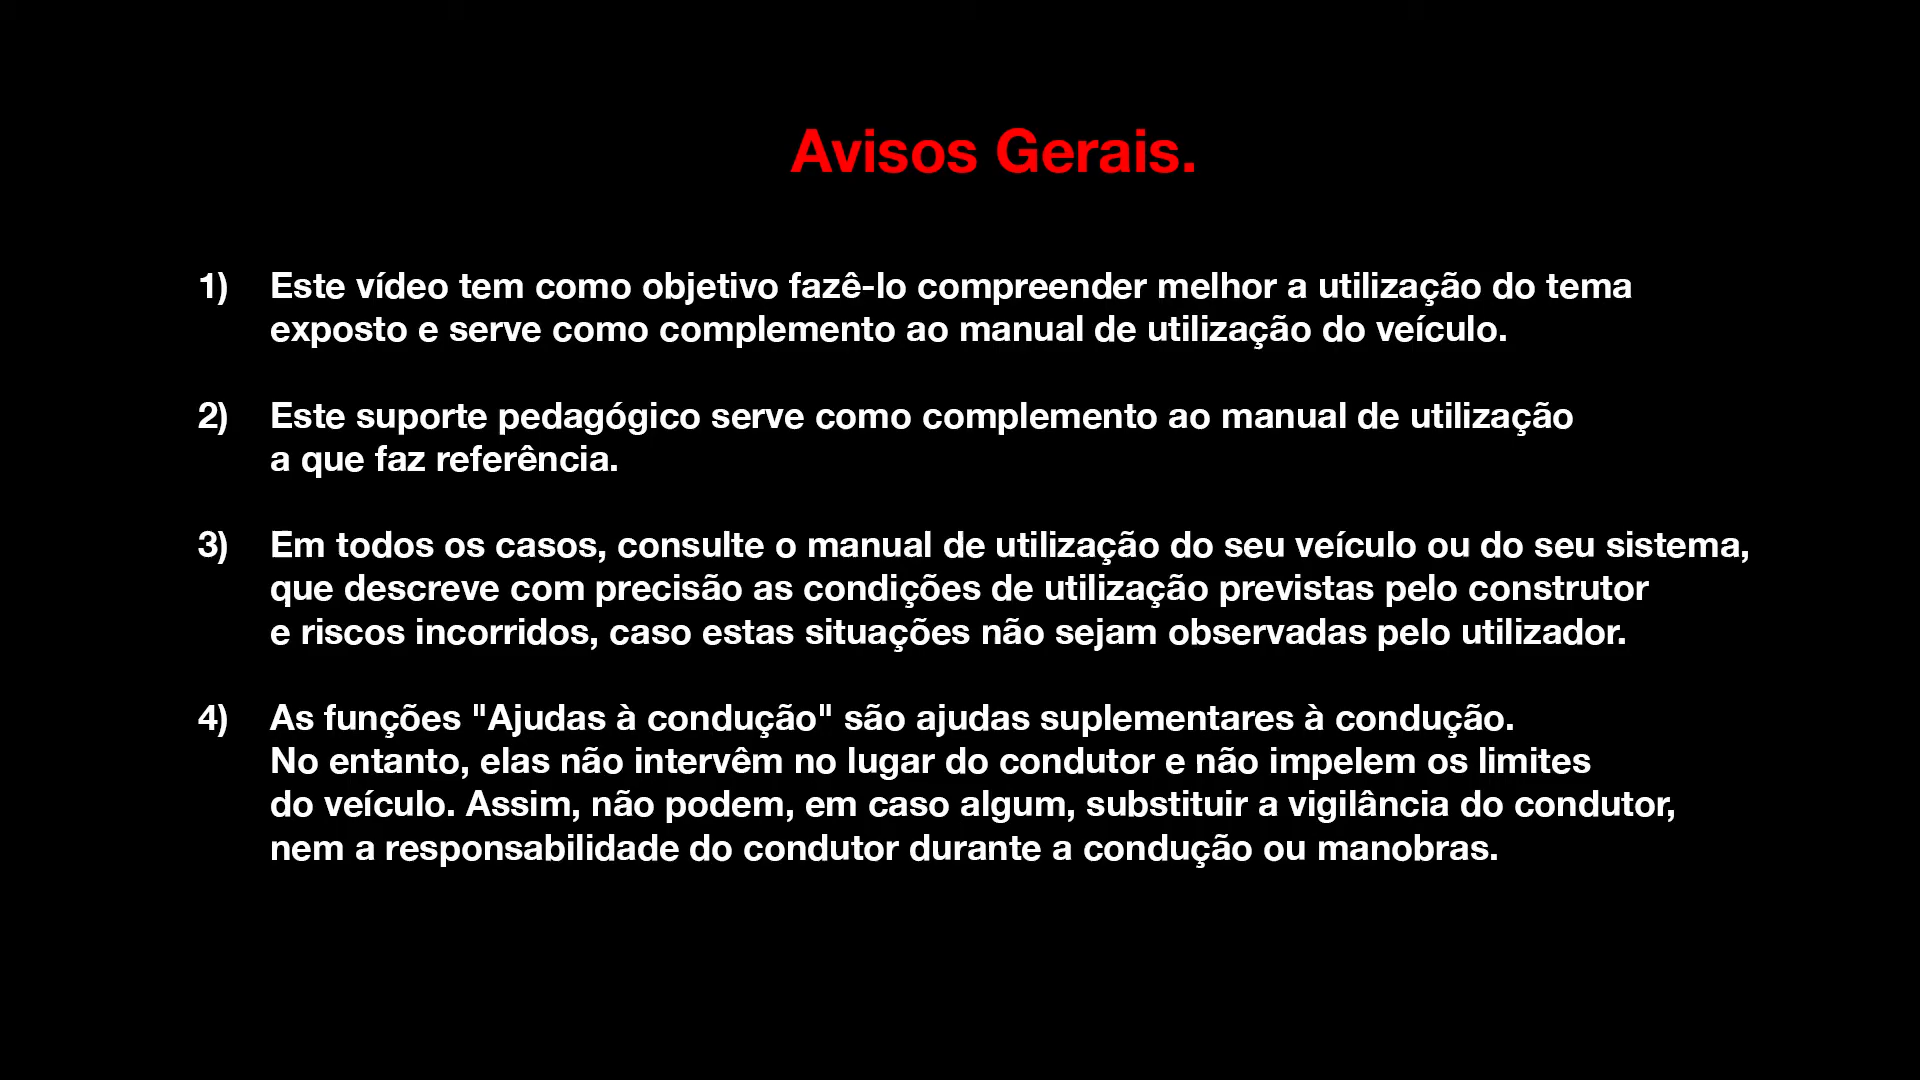 Avisos Gerais.
1) Este vídeo tem como objetivo fazê-lo compreender melhor a utilização do tema
exposto e serve como complemento ao manual de utilização do veículo.
2) Este suporte pedagógico serve como complemento ao manual de utilização
a que faz referência.
3) Em todos os casos, consulte o manual de utilização do seu veículo ou do seu sistema,
que descreve com precisão as condições de utilização previstas pelo construtor
e riscos incorridos, caso estas situações não sejam observadas pelo utilizador.
4) As funções "Ajudas à condução" são ajudas suplementares à condução.
No entanto, elas não intervêm no lugar do condutor e não impelem os limites
do veículo. Assim, não podem, em caso algum, substituir a vigilância do condutor,
nem a responsabilidade do condutor durante a condução ou manobras.